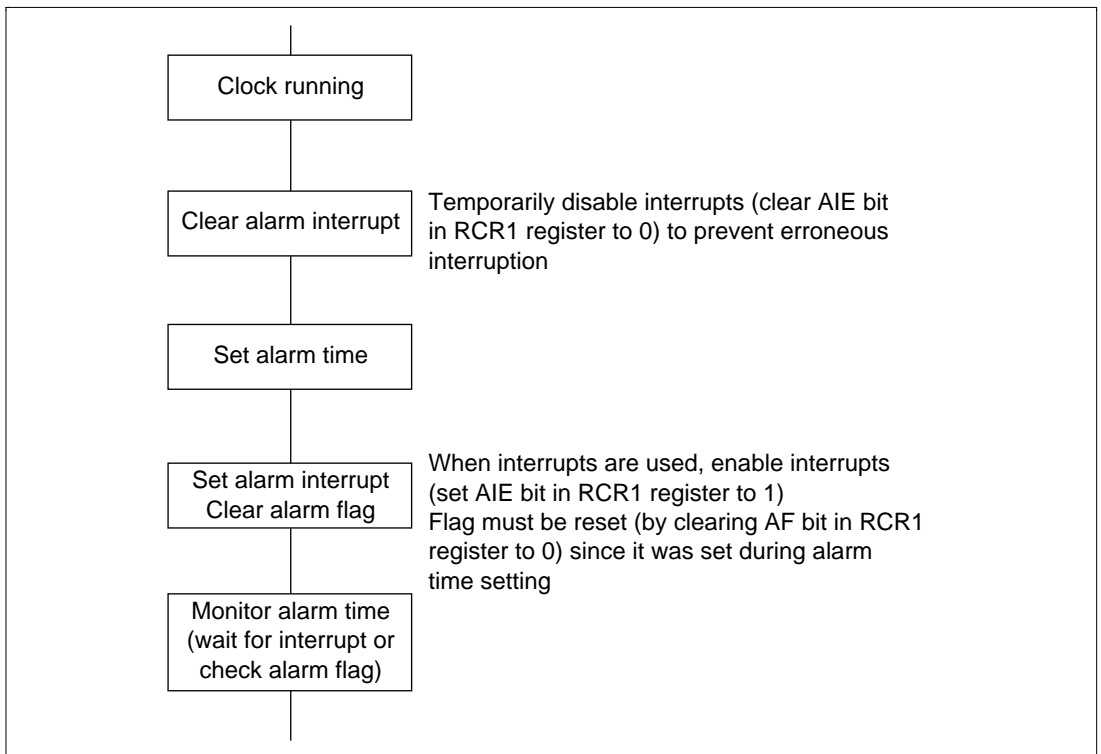 Clock running
Clear alarm interrupt
Temporarily disable interrupts (clear AIE bit
in RCR1 register to 0) to prevent erroneous
interruption
Set alarm time
Set alarm interrupt
Clear alarm flag
When interrupts are used, enable interrupts
(set AIE bit in RCR1 register to 1)
Flag must be reset (by clearing AF bit in RCR1
register to 0) since it was set during alarm
time setting
Monitor alarm time
(wait for interrupt or
check alarm flag)